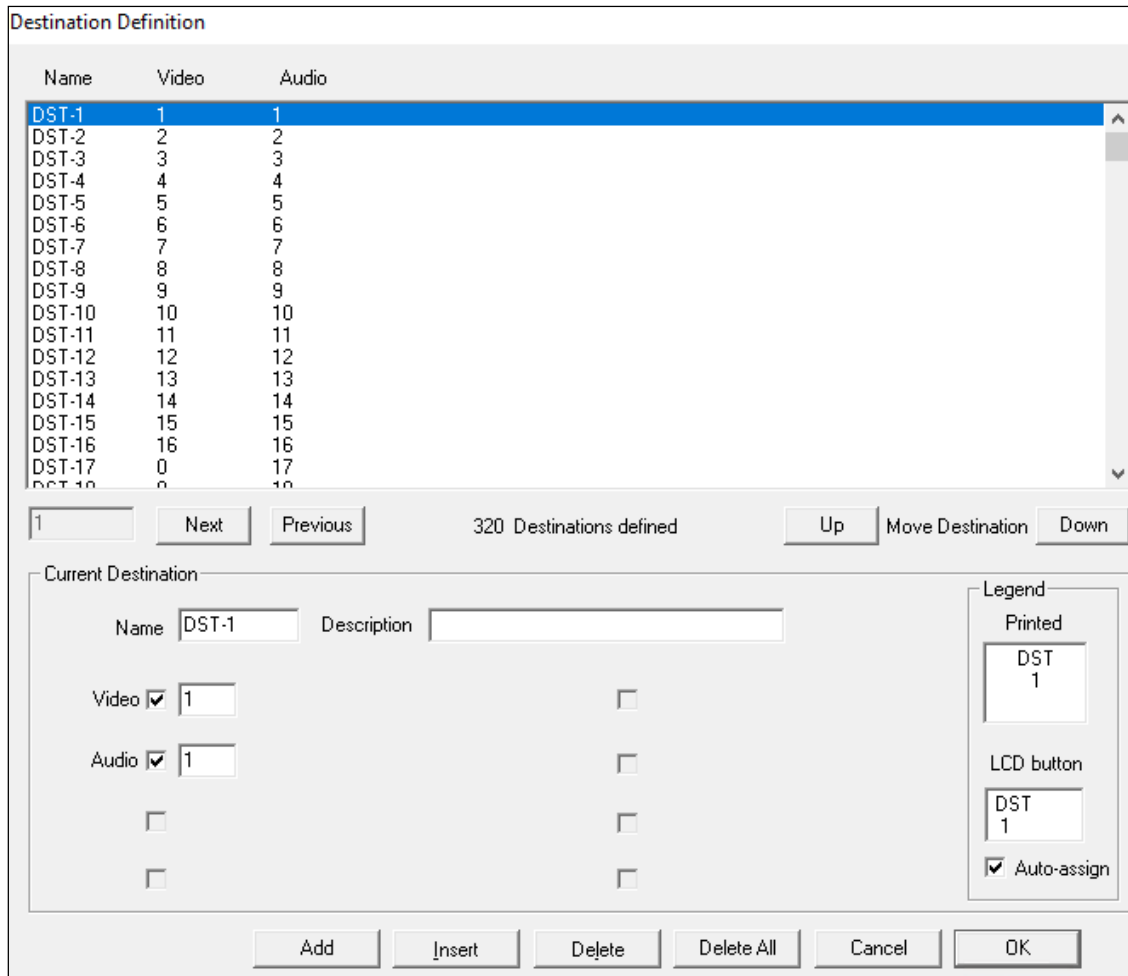 Destination Definition
Name Video Audio
DST-1 1 1
DST-2 2 2
DST-3 3 3
DST-4 4 4
DST-5 5 5
DST-6 6 6
DST-7 7 7
DST-8 8 8
DST-9 9 9
DST-10 10 10
DST-11 11 11
DST-12 12 12
DST-13 13 13
DST-14 14 14
DST-15 15 15
DST-16 16 16
DST-17 0 17
1 Next Previous 320 Destinations defined Up Move Destination Down
Current Destination
Name DST-1 Description
Video 1
Audio 1
Legend
Printed
DST
1
LCD button
DST
1
Auto-assign
Add Insert Delete Delete All Cancel OK